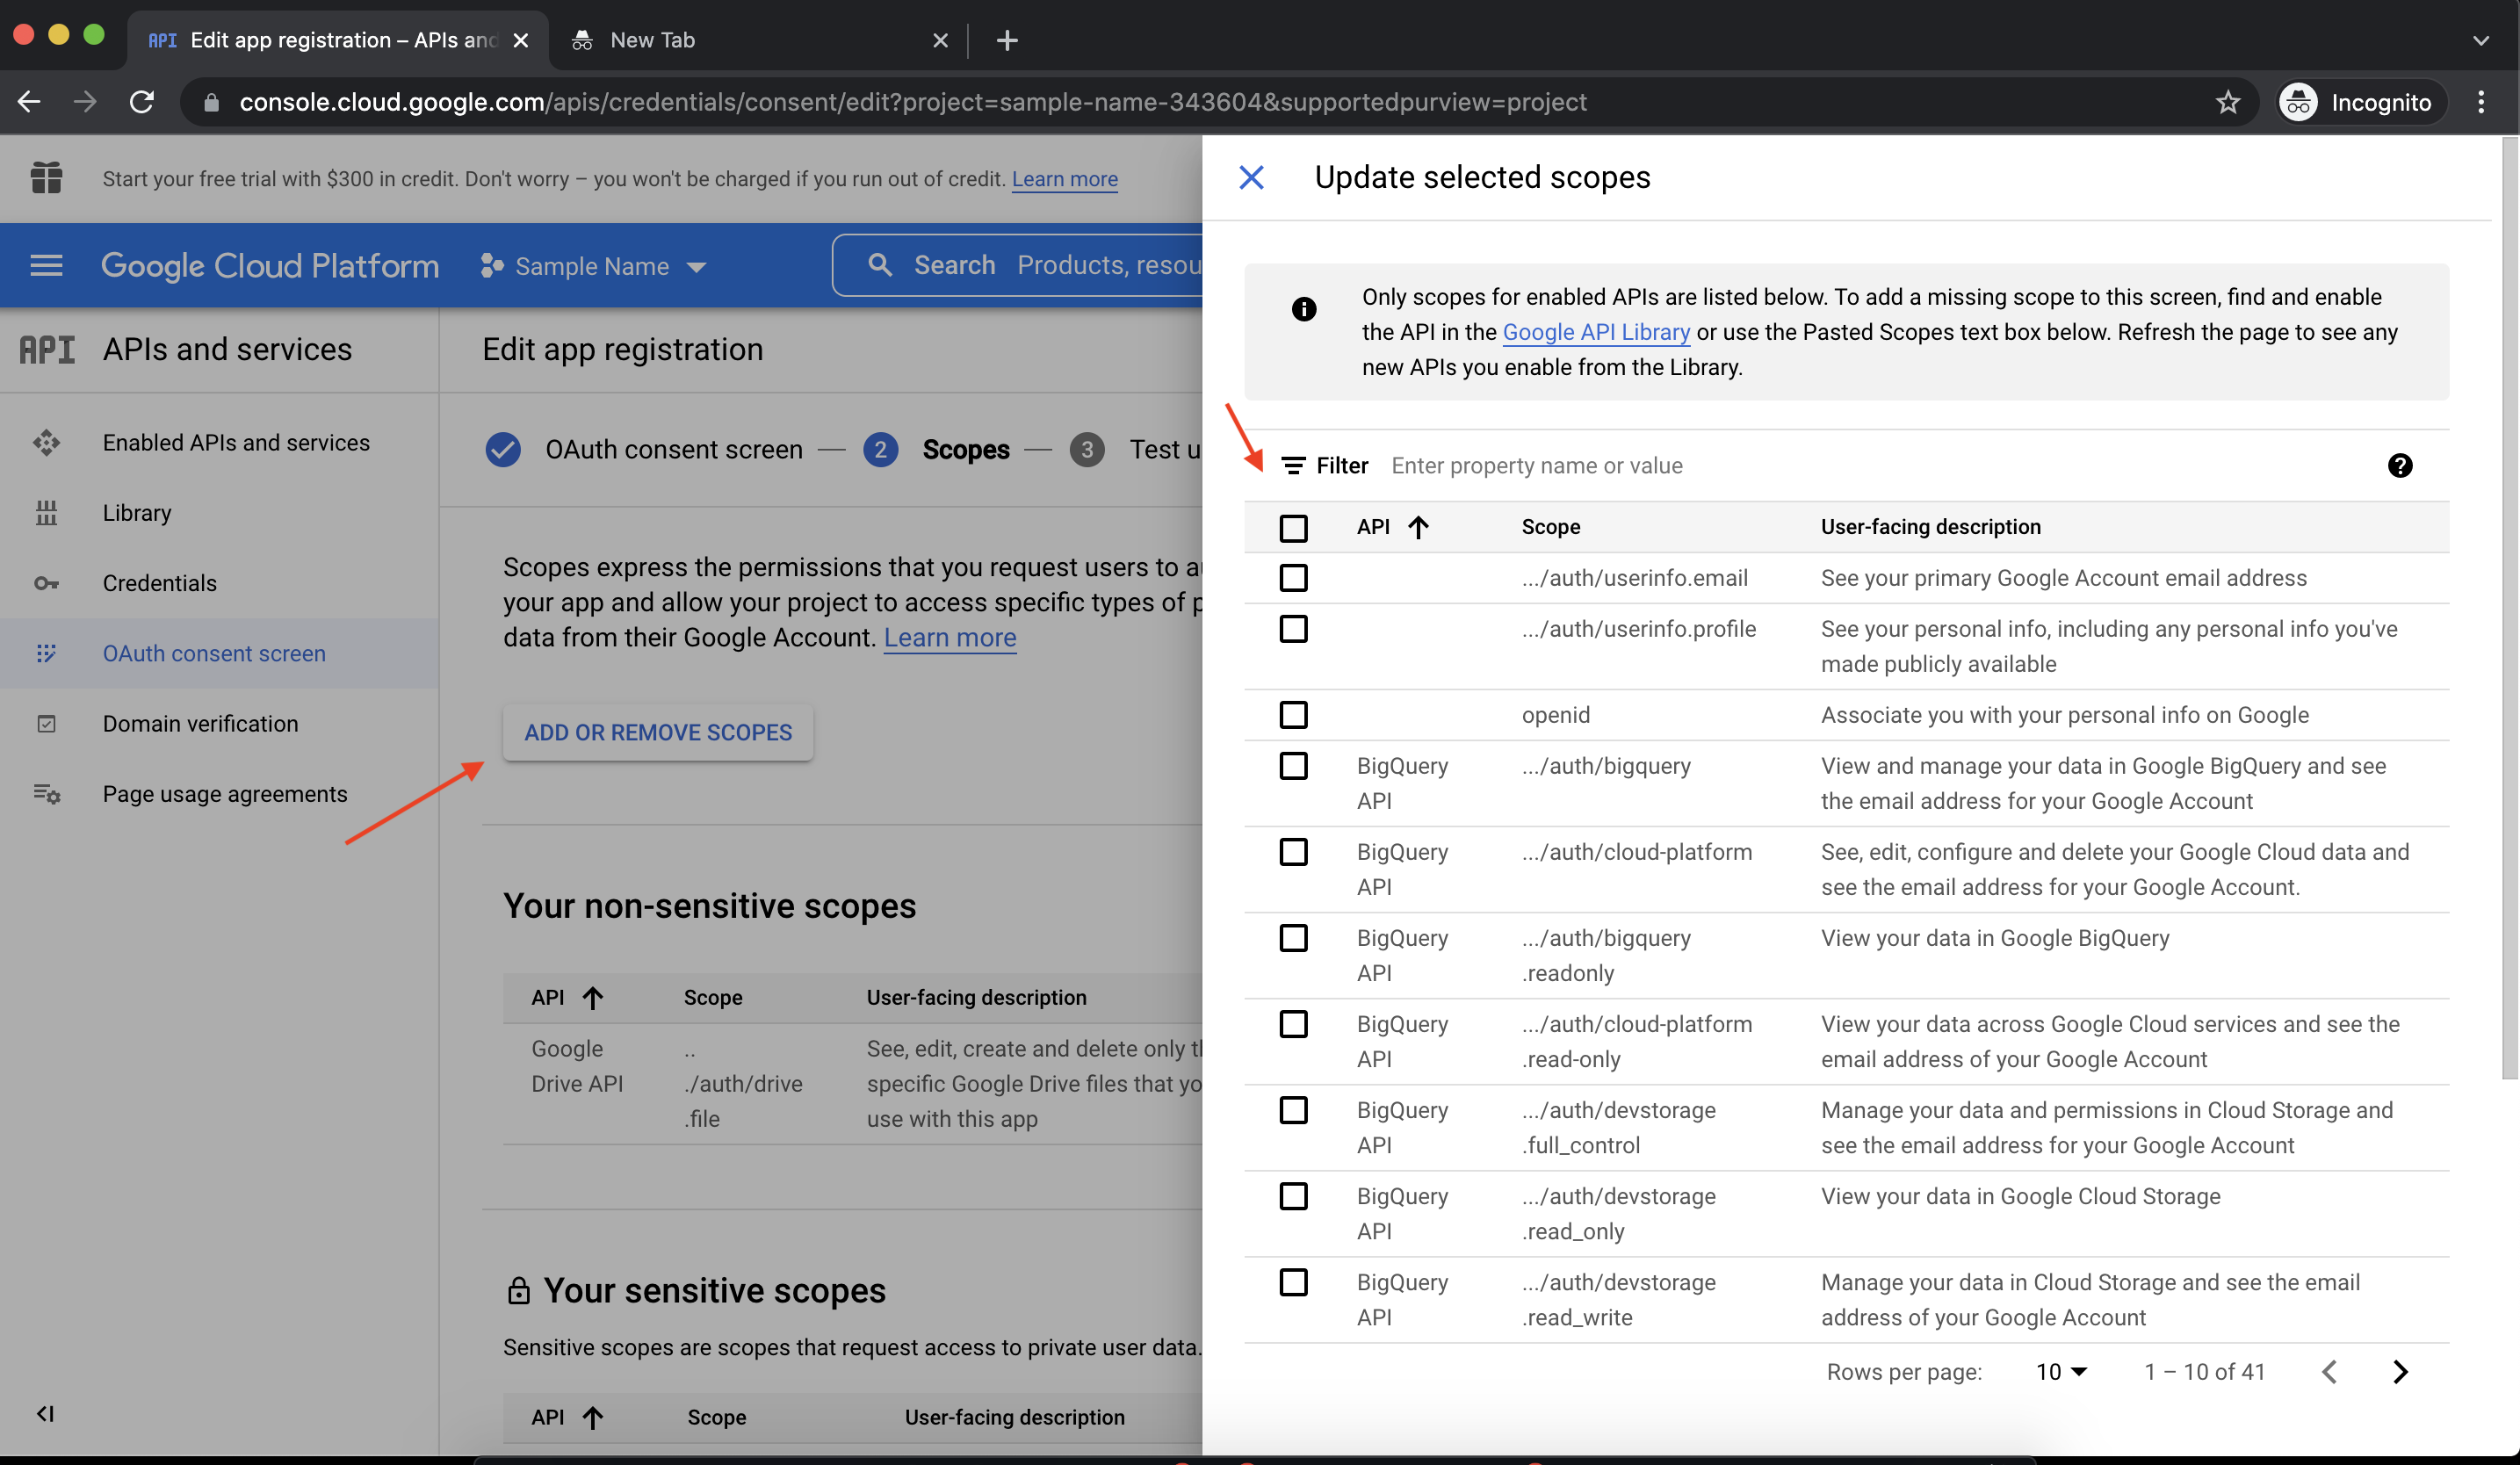 API Edit app registration – APIs and
New Tab
console.cloud.google.com/apis/credentials/consent/edit?project=sample-name-343604&supportedpurview=project
Incognito
Start your free trial with $300 in credit. Don't worry – you won't be charged if you run out of credit. Learn more
Google Cloud Platform
Sample Name
Search Products, resou
API APIs and services
Enabled APIs and services
Library
Credentials
OAuth consent screen
Domain verification
Page usage agreements
Edit app registration
OAuth consent screen — 2 Scopes — 3 Test u
Scopes express the permissions that you request users to a
your app and allow your project to access specific types of p
data from their Google Account. Learn more
ADD OR REMOVE SCOPES
Your non-sensitive scopes
API Scope User-facing description
Google .. See, edit, create and delete only t
Drive API ./auth/drive specific Google Drive files that yo
.file use with this app
Your sensitive scopes
Sensitive scopes are scopes that request access to private user data.
API Scope User-facing description
Update selected scopes
Only scopes for enabled APIs are listed below. To add a missing scope to this screen, find and enable
the API in the Google API Library or use the Pasted Scopes text box below. Refresh the page to see any
new APIs you enable from the Library.
Filter Enter property name or value
API Scope User-facing description
.../auth/userinfo.email See your primary Google Account email address
.../auth/userinfo.profile See your personal info, including any personal info you've
made publicly available
openid Associate you with your personal info on Google
BigQuery .../auth/bigquery View and manage your data in Google BigQuery and see
API the email address for your Google Account
BigQuery .../auth/cloud-platform See, edit, configure and delete your Google Cloud data and
API see the email address for your Google Account.
BigQuery .../auth/bigquery View your data in Google BigQuery
API .readonly
BigQuery .../auth/cloud-platform View your data across Google Cloud services and see the
API .read-only email address of your Google Account
BigQuery .../auth/devstorage Manage your data and permissions in Cloud Storage and
API .full_control see the email address for your Google Account
BigQuery .../auth/devstorage View your data in Google Cloud Storage
API .read_only
BigQuery .../auth/devstorage Manage your data in Cloud Storage and see the email
API .read_write address of your Google Account
Rows per page: 10 1 – 10 of 41